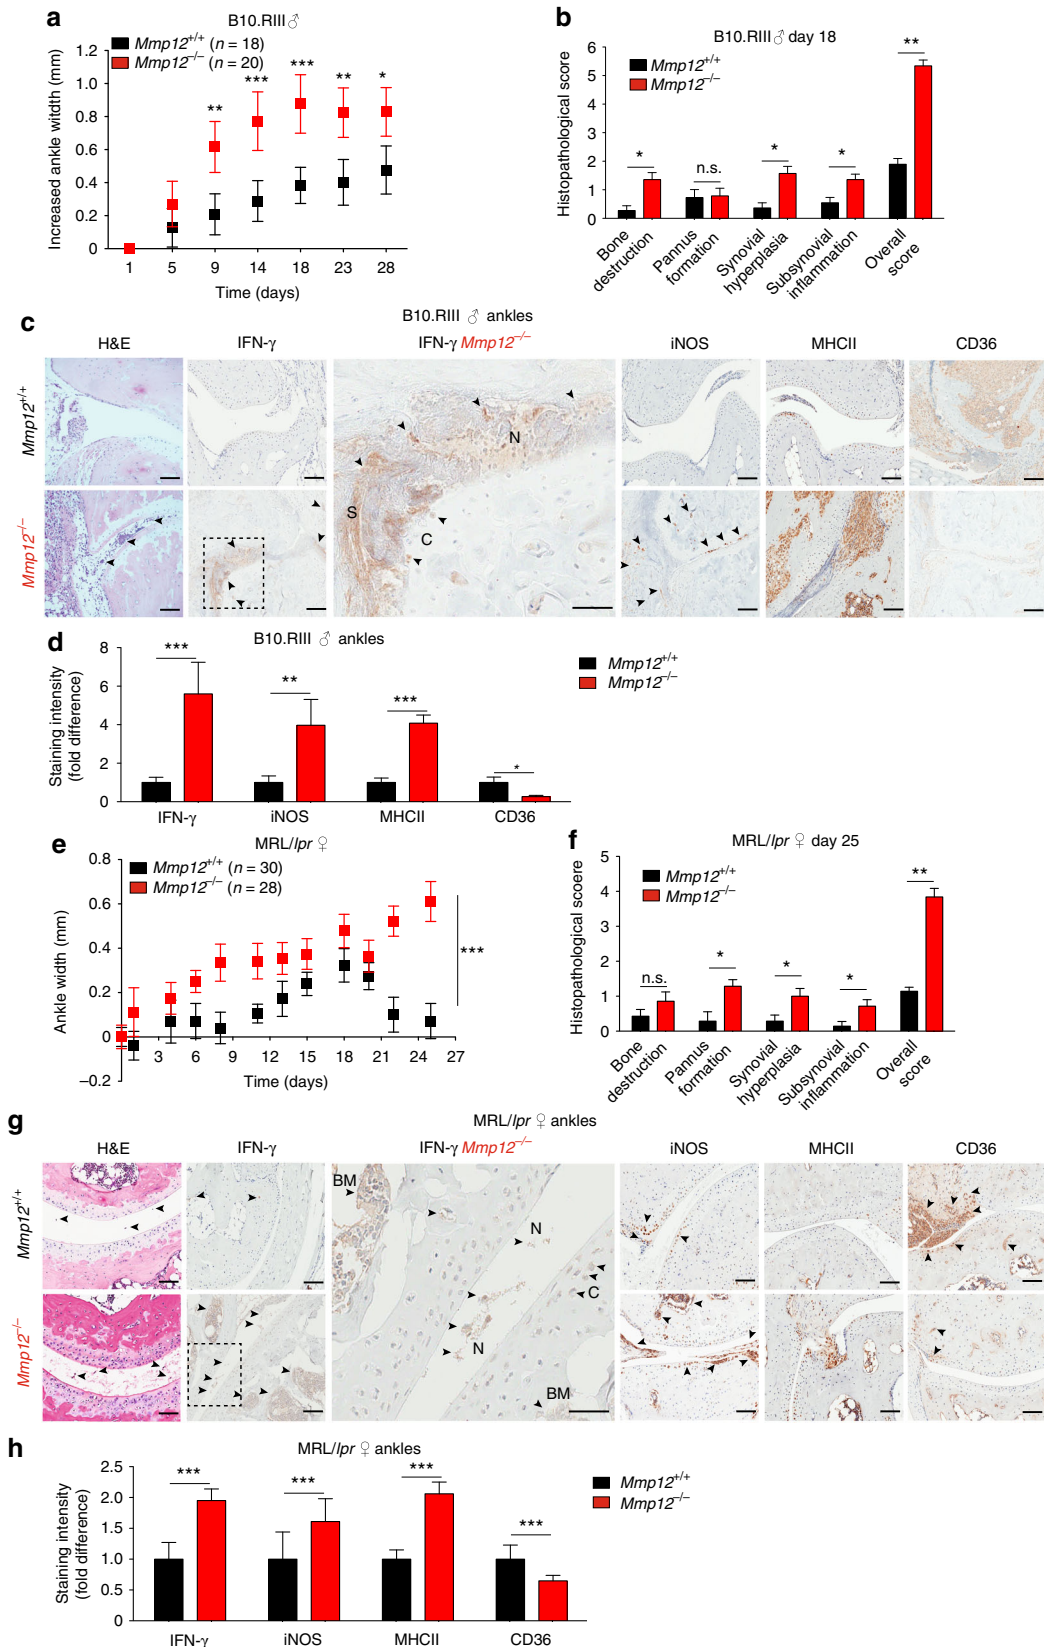 a
B10.RIII ♂
Mmp12+/+ (n = 18)
Mmp12−/− (n = 20)
Increased ankle witdth (mm)
1.2
1.0
0.8
0.6
0.4
0.2
0
** *** *** ** *
1 5 9 14 18 23 28
Time (days)
b
B10.RIII ♂ day 18
Mmp12+/+
Mmp12−/−
Histopathological score
6
5
4
3
2
1
0
* n.s. * * **
Bone destruction
Pannus formation
Synovial hyperplasia
Subsynovial inflammation
Overall score
c
B10.RIII ♂ ankles
H&E IFN-γ IFN-γ Mmp12−/− iNOS MHCII CD36
Mmp12+/+
Mmp12−/−
N
S
C
d
B10.RIII ♂ ankles
Staining intensity
(fold difference)
8
6
4
2
0
*** ** *** *
IFN-γ iNOS MHCII CD36
Mmp12+/+
Mmp12−/−
e
MRL/lpr ♀
Mmp12+/+ (n = 30)
Mmp12−/− (n = 28)
Ankle width (mm)
0.8
0.6
0.4
0.2
0
−0.2
***
3 6 9 12 15 18 21 24 27
Time (days)
f
MRL/lpr ♀ day 25
Mmp12+/+
Mmp12−/−
Histopathological scoere
5
4
3
2
1
0
n.s. * * * **
Bone destruction
Pannus formation
Synovial hyperplasia
Subsynovial inflammation
Overall score
g
MRL/lpr ♀ ankles
H&E IFN-γ IFN-γ Mmp12−/− iNOS MHCII CD36
Mmp12+/+
Mmp12−/−
BM
N
C
N
BM
h
MRL/lpr ♀ ankles
Staining intensity
(fold difference)
2.5
2.0
1.5
1.0
0.5
0
*** *** *** ***
IFN-γ iNOS MHCII CD36
Mmp12+/+
Mmp12−/−